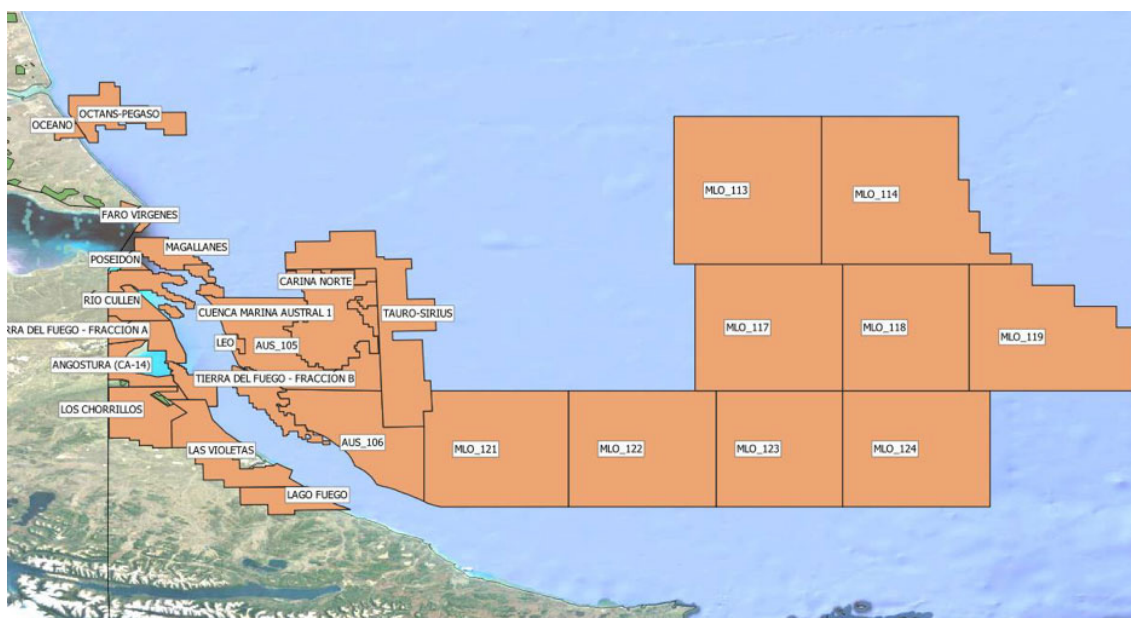 OCTANS-PEGASO
OCEANO
MLO_113
MLO_114
FARO VIRGENES
MAGALLANES
POSEIDÓN
CARINA NORTE
RIO CULLEN
CUENCA MARINA AUSTRAL 1
TAURO-SIRIUS
RRA DEL FUEGO - FRACCION A
MLO_117
MLO_118
MLO_119
LEO
AUS_105
ANGOSTURA (CA-14)
TIERRA DEL FUEGO - FRACCIÓN B
LOS CHORRILLOS
AUS_106
LAS VIOLETAS
MLO_121
MLO_122
MLO_123
MLO_124
LAGO FUEGO